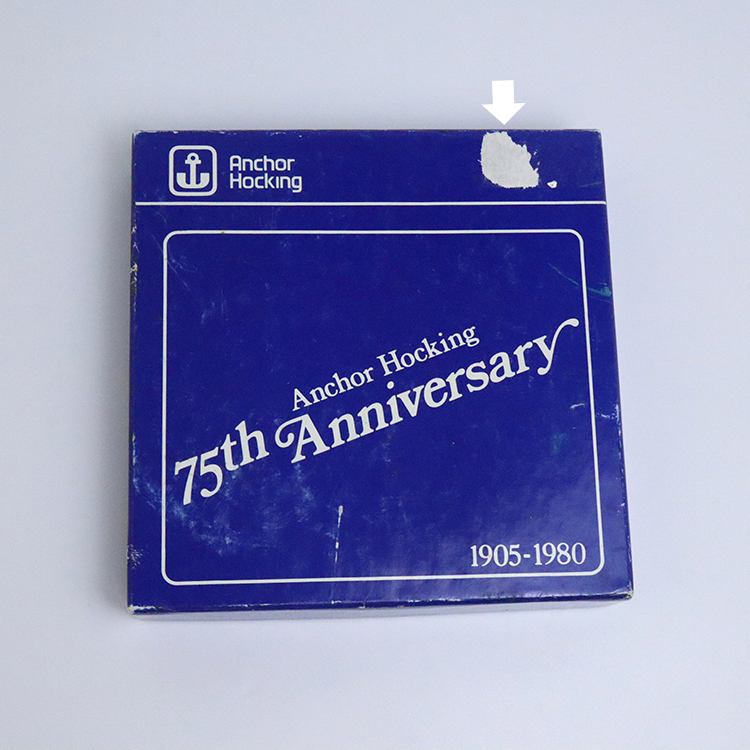 Anchor
Hocking
Anchor Hocking
75th Anniversary
1905-1980